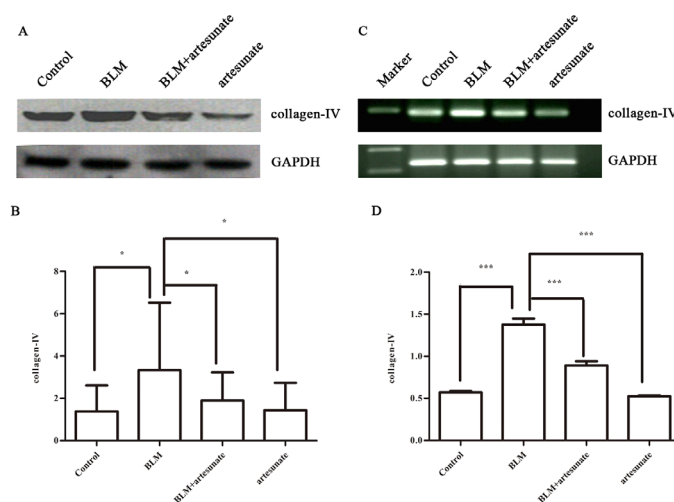 A
Control
BLM
BLM+artesunate
artesunate
collagen-IV
GAPDH
C
Marker
Control
BLM
BLM+artesunate
artesunate
collagen-IV
GAPDH
B
*
*
*
8
6
4
2
0
collagen-IV
Control
BLM
BLM+artesunate
artesunate
D
***
***
***
2.0
1.5
1.0
0.5
0.0
collagen-IV
Control
BLM
BLM+artesunate
artesunate